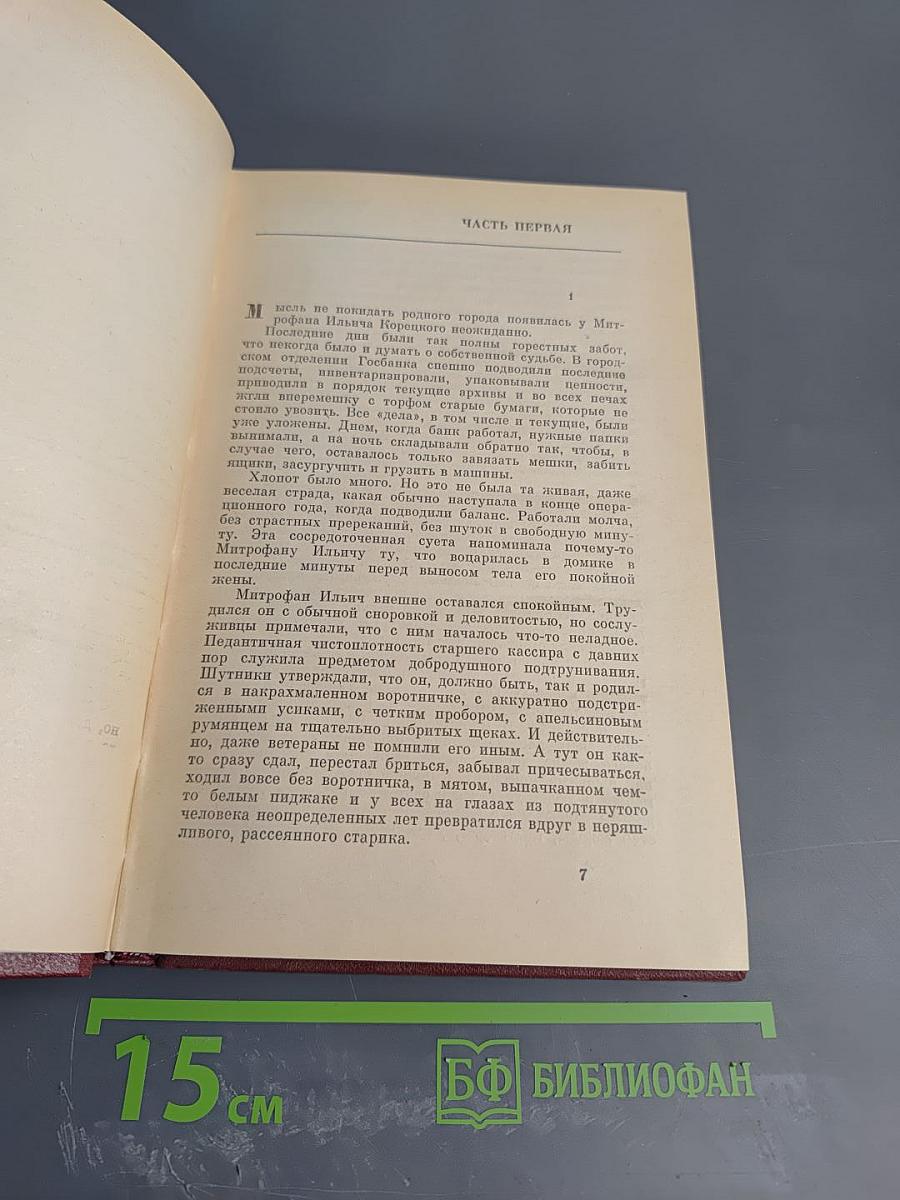 ЧАСТЬ ПЕРВАЯ
1
Мысль не покидать родного города появилась у Мит-
рофана Ильича Корецкого неожиданно.
Последние дни были так полны горестных забот,
что некогда было и думать о собственной судьбе. В город-
ском отделении Госбанка спешно подводили последние
подсчеты, инвентаризировали, упаковывали ценности,
приводили в порядок текущие архивы и во всех печах
жгли вперемешку с торфом старые бумаги, которые не
стоило увозить. Все «дела», в том числе и текущие, были
уже уложены. Днем, когда банк работал, нужные папки
вынимали, а на ночь складывали обратно так, чтобы, в
случае чего, оставалось только завязать мешки, забить
ящики, засургучить и грузить в машины.
Хлопот было много. Но это не была та живая, даже
веселая страда, какая обычно наступала в конце опера-
ционного года, когда подводили баланс. Работали молча,
без страстных пререканий, без шуток в свободную мину-
ту. Эта сосредоточенная суета напоминала почему-то
Митрофану Ильичу ту, что воцарилась в домике в
последние минуты перед выносом тела его покойной
жены.
Митрофан Ильич внешне оставался спокойным. Тру-
дился он с обычной сноровкой и деловитостью, но сослу-
живцы примечали, что с ним началось что-то неладное.
Педантичная чистоплотность старшего кассира с давних
пор служила предметом добродушного подтрунивания.
Шутники утверждали, что он, должно быть, так и родил-
ся в накрахмаленном воротничке, с аккуратно подстри-
женными усиками, с четким пробором, с апельсиновым
румянцем на тщательно выбритых щеках. И действитель-
но, даже ветераны не помнили его иным. А тут он как-
то сразу сдал, перестал бриться, забывал причесываться,
ходил вовсе без воротничка, в мятом, выпачканном чем-
то белым пиджаке и у всех на глазах из подтянутого
человека неопределенных лет превратился вдруг в неряш-
ливого, рассеянного старика.
7
15 см
БФ БИБЛИОФАН